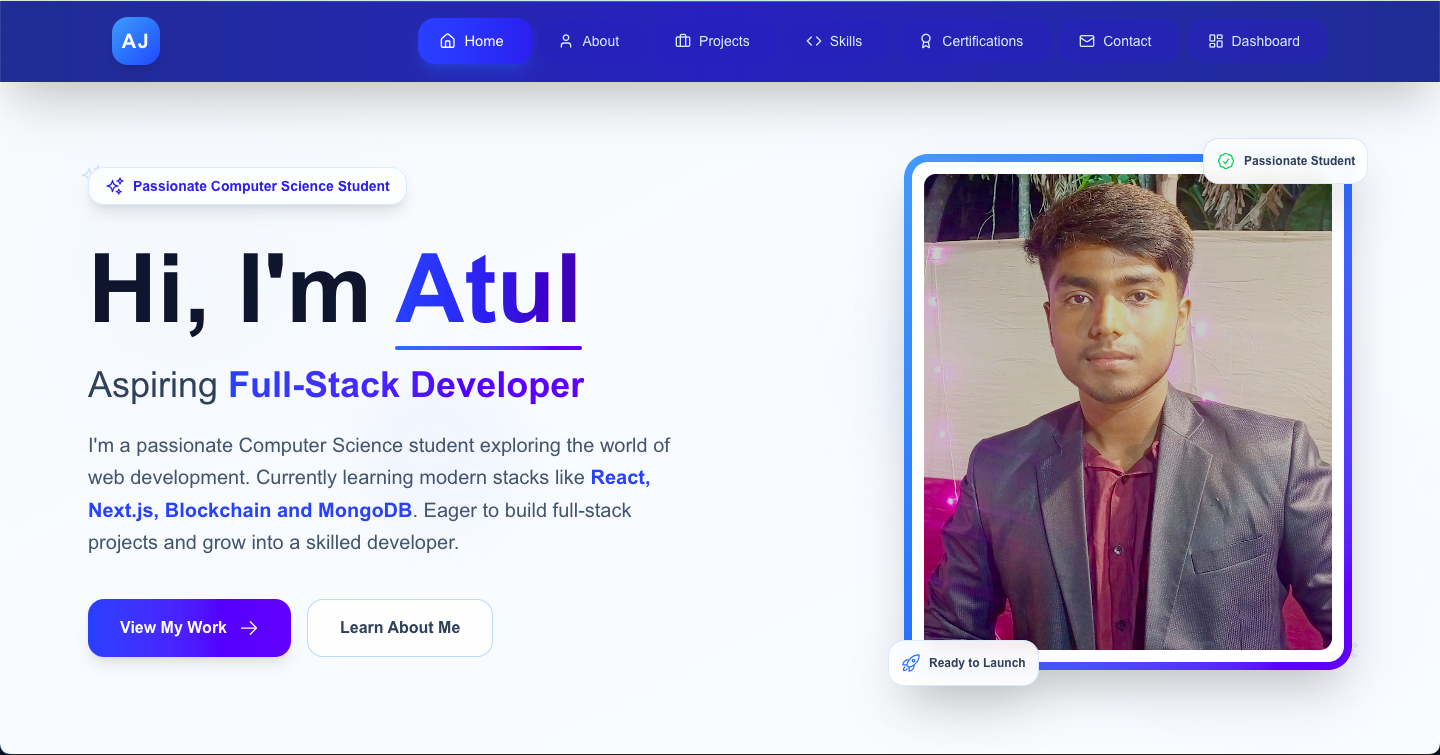 AJ
Home
About
Projects
Skills
Certifications
Contact
Dashboard
Passionate Computer Science Student
Hi, I'm Atul
Aspiring Full-Stack Developer
I'm a passionate Computer Science student exploring the world of
web development. Currently learning modern stacks like React,
Next.js, Blockchain and MongoDB. Eager to build full-stack
projects and grow into a skilled developer.
View My Work
Learn About Me
Passionate Student
Ready to Launch